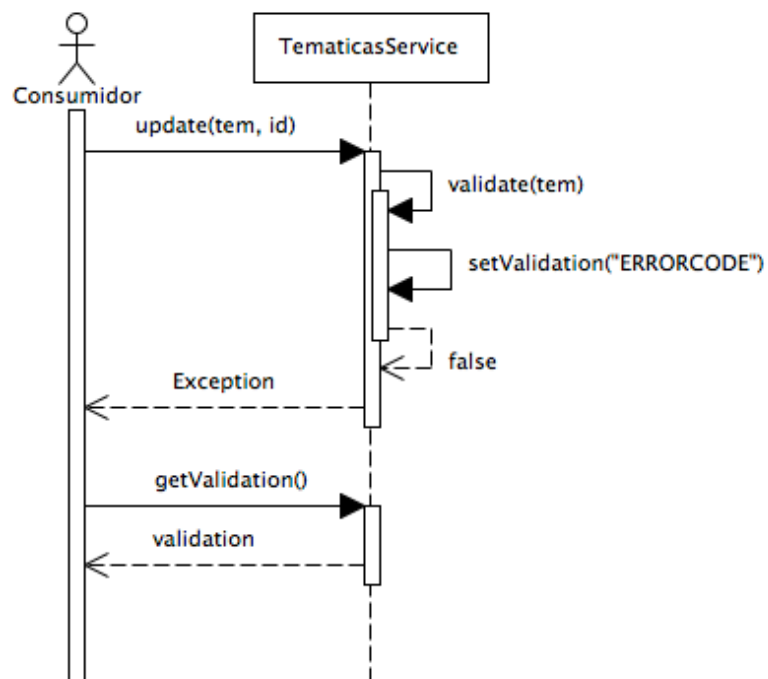 TematicasService
Consumidor
update(tem, id)
validate(tem)
setValidation("ERRORCODE")
false
Exception
getValidation()
validation